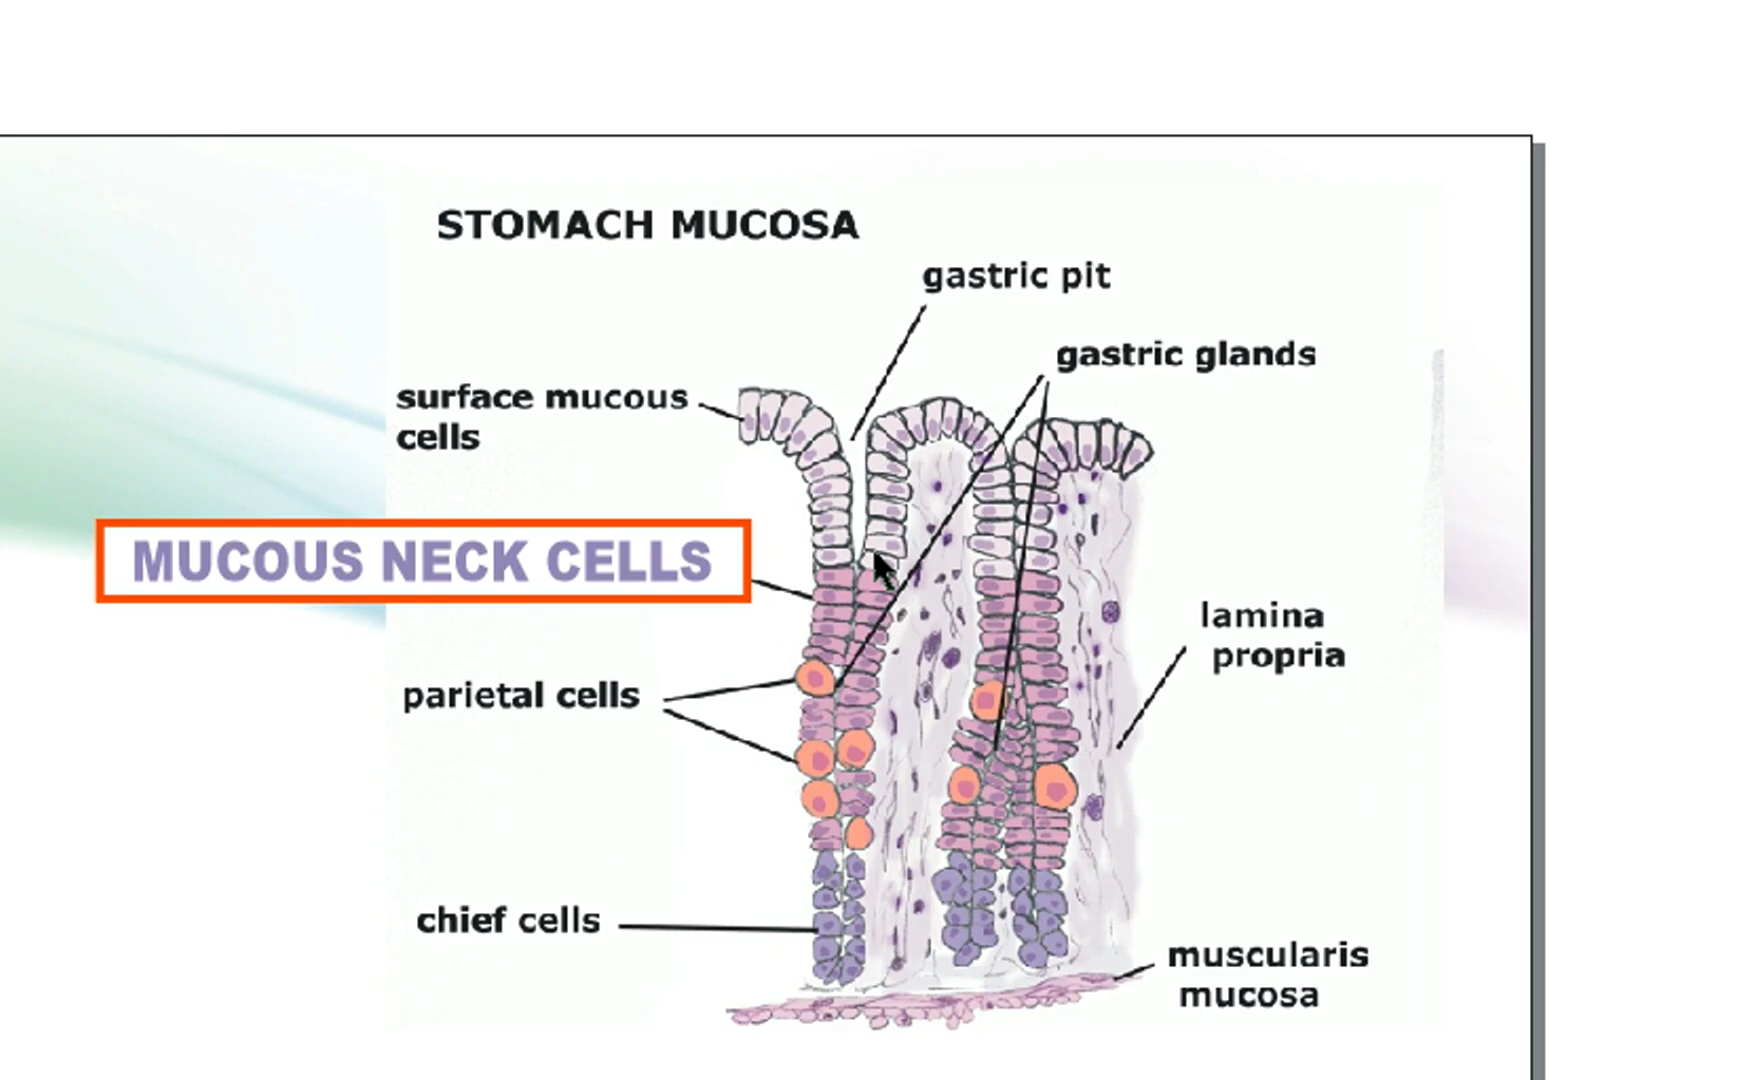 STOMACH MUCOSA
gastric pit
gastric glands
surface mucous
cells
MUCOUS NECK CELLS
lamina
propria
parietal cells
chief cells
muscularis
mucosa